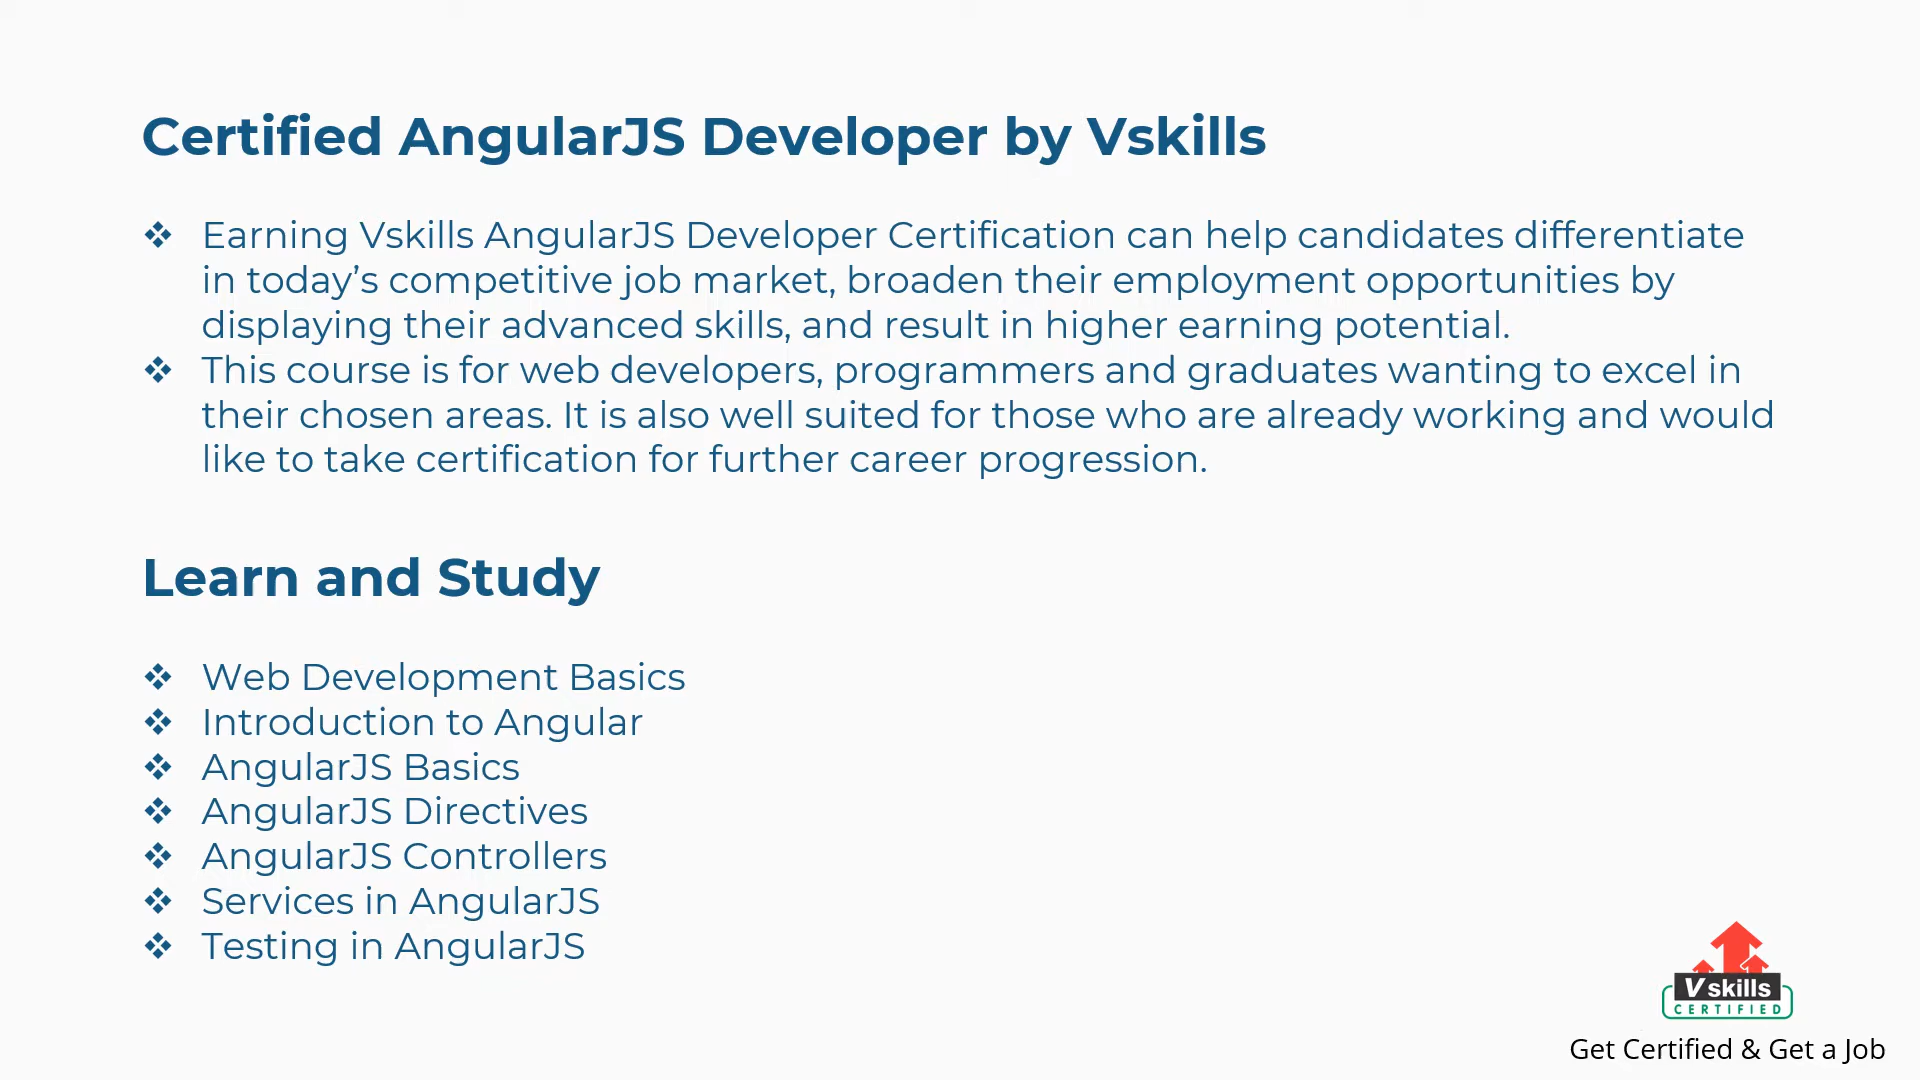 Certified AngularJS Developer by Vskills
❖ Earning Vskills AngularJS Developer Certification can help candidates differentiate
in today’s competitive job market, broaden their employment opportunities by
displaying their advanced skills, and result in higher earning potential.
❖ This course is for web developers, programmers and graduates wanting to excel in
their chosen areas. It is also well suited for those who are already working and would
like to take certification for further career progression.
Learn and Study
❖ Web Development Basics
❖ Introduction to Angular
❖ AngularJS Basics
❖ AngularJS Directives
❖ AngularJS Controllers
❖ Services in AngularJS
❖ Testing in AngularJS
Vskills
CERTIFIED
Get Certified & Get a Job